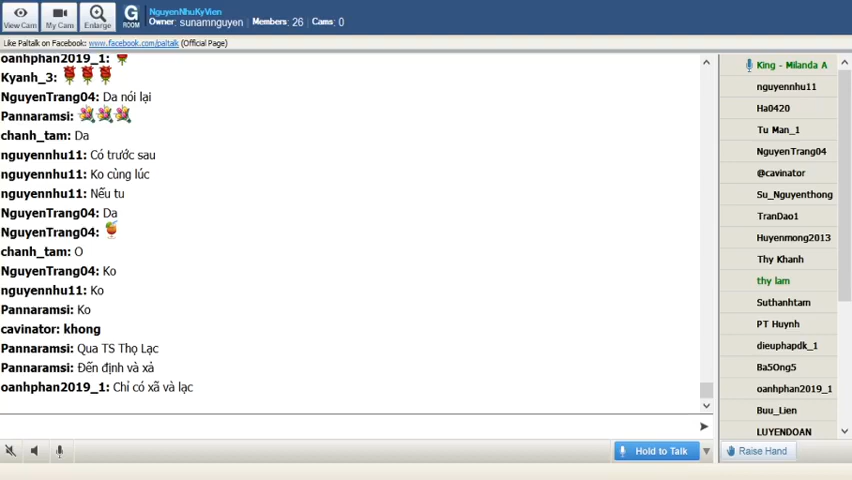 NguyenNhuKyVien
Owner: sunamnguyen Members: 26 Cams: 0
View Cam My Cam Enlarge G ROOM
Like Paltalk on Facebook: www.facebook.com/paltalk (Official Page)
oanhphan2019_1:
Kyanh_3:
NguyenTrang04: Da nói lại
Pannaramsi:
chanh_tam: Da
nguyennhu11: Có trước sau
nguyennhu11: Ko cùng lúc
nguyennhu11: Nếu tu
NguyenTrang04: Da
NguyenTrang04:
chanh_tam: O
NguyenTrang04: Ko
nguyennhu11: Ko
Pannaramsi: Ko
cavinator: khong
Pannaramsi: Qua TS Thọ Lạc
Pannaramsi: Đến định và xả
oanhphan2019_1: Chỉ có xã và lạc
King - Milanda A
nguyennhu11
Ha0420
Tu Man_1
NguyenTrang04
@cavinator
Su_Nguyenthong
TranDao1
Huyenmong2013
Thy Khanh
thy lam
Suthanhtam
PT Huynh
dieuphapdk_1
Ba5Ong5
oanhphan2019_1
Buu_Lien
LUYENDOAN
Hold to Talk
Raise Hand